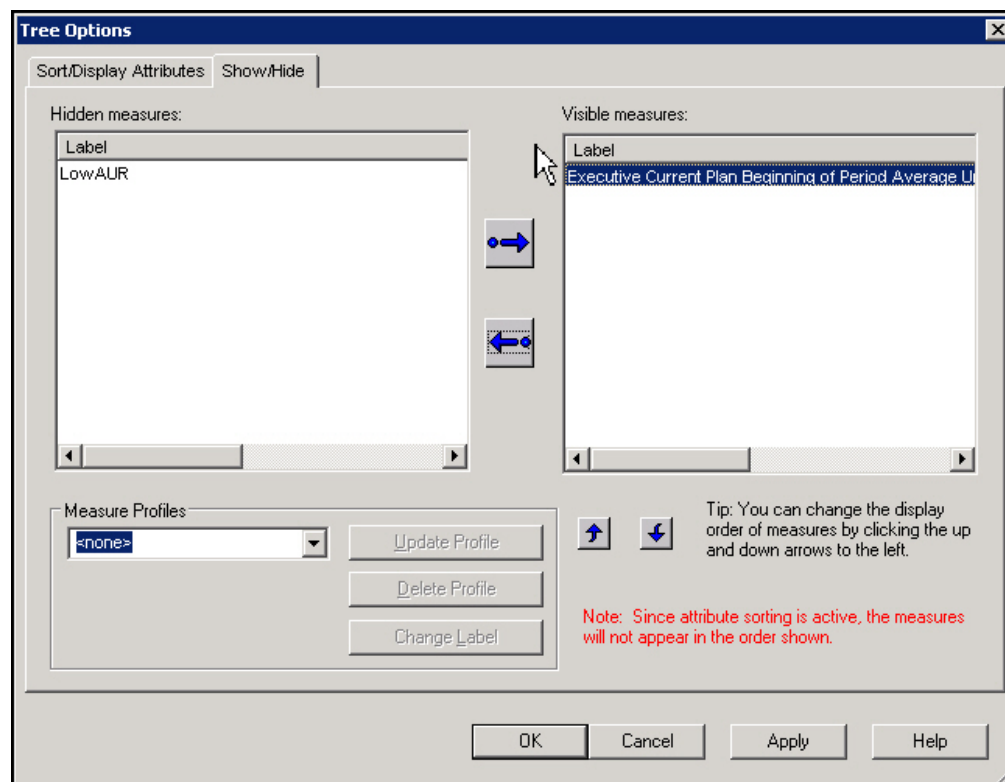 Tree Options
Sort/Display Attributes
Show/Hide
Hidden measures:
Visible measures:
Label
LowAUR
Label
Executive Current Plan Beginning of Period Average
Measure Profiles
<none>
Update Profile
Delete Profile
Change Label
Tip: You can change the display
order of measures by clicking the up
and down arrows to the left.
Note: Since attribute sorting is active, the measures
will not appear in the order shown.
OK
Cancel
Apply
Help